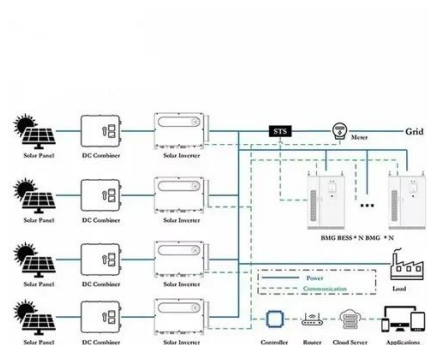 STS
Meter
Grid
Solar Panel
DC Combiner
Solar Inverter
Solar Panel
DC Combiner
Solar Inverter
BMG BESS * N BMG * N
Solar Panel
DC Combiner
Solar Inverter
Power
Communication
Load
Solar Panel
DC Combiner
Solar Inverter
Controller
Router
Cloud Server
Applications